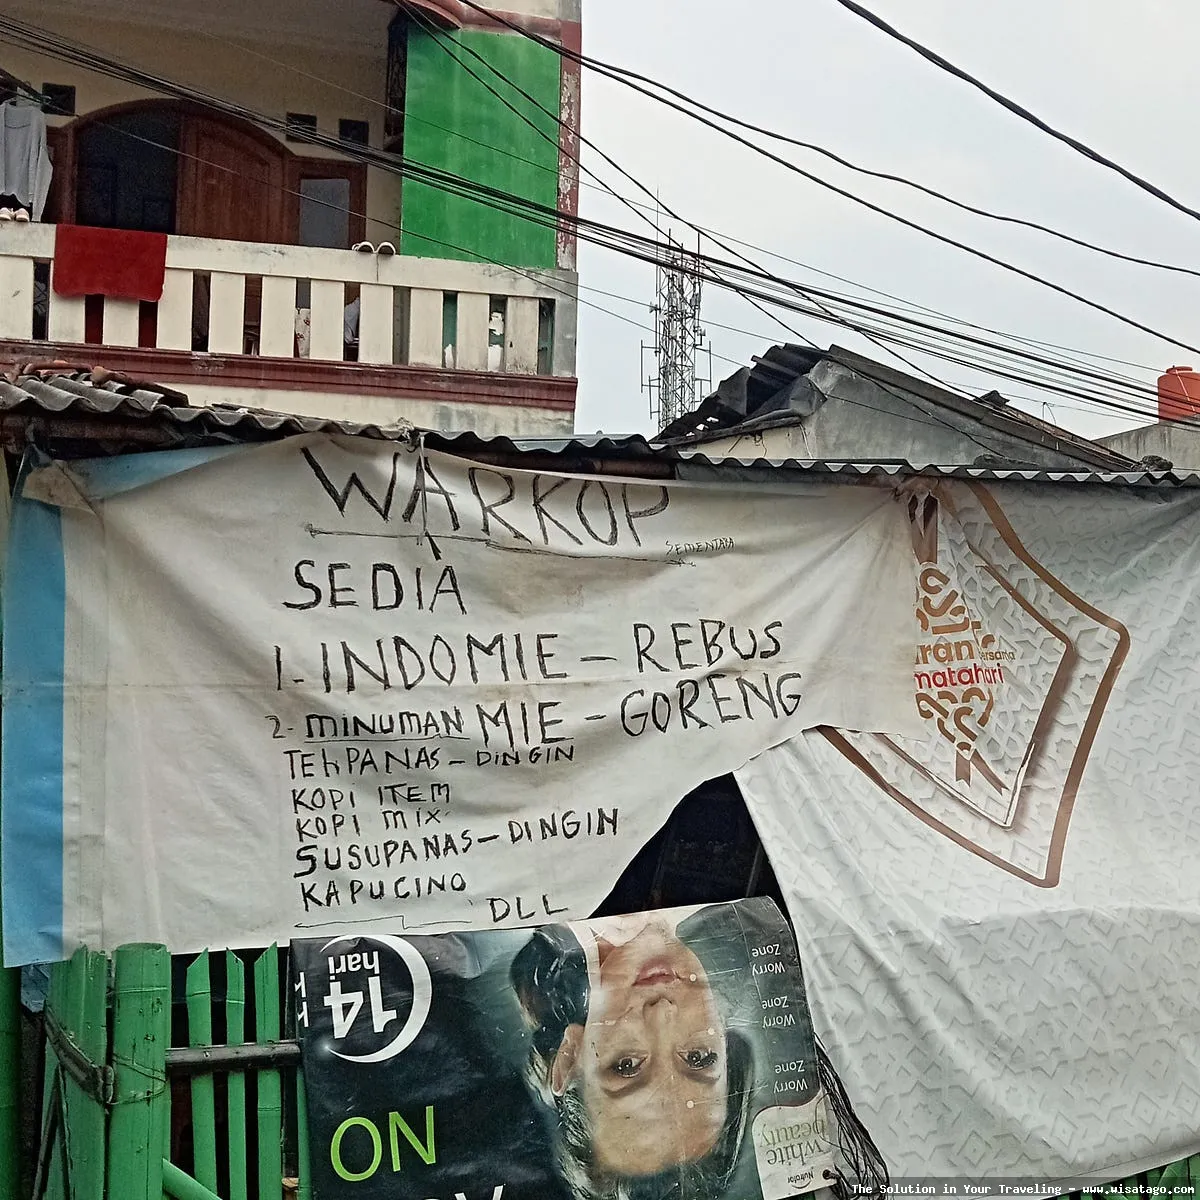 WARKOP
SEMENTARA
SEDIA
1-INDOMIE - REBUS
MIE - GORENG
2- MINUMAN
TEH PANAS - DINGIN
KOPI ITEM
KOPI MIX
SUSU PANAS - DINGIN
KAPUCINO
DLL
ran
bersama
matahari
14
hari
ON
Worry
Zone
Worry
Zone
Worry
Zone
white
beauty
The Solution in Your Traveling - www.wisatago.com